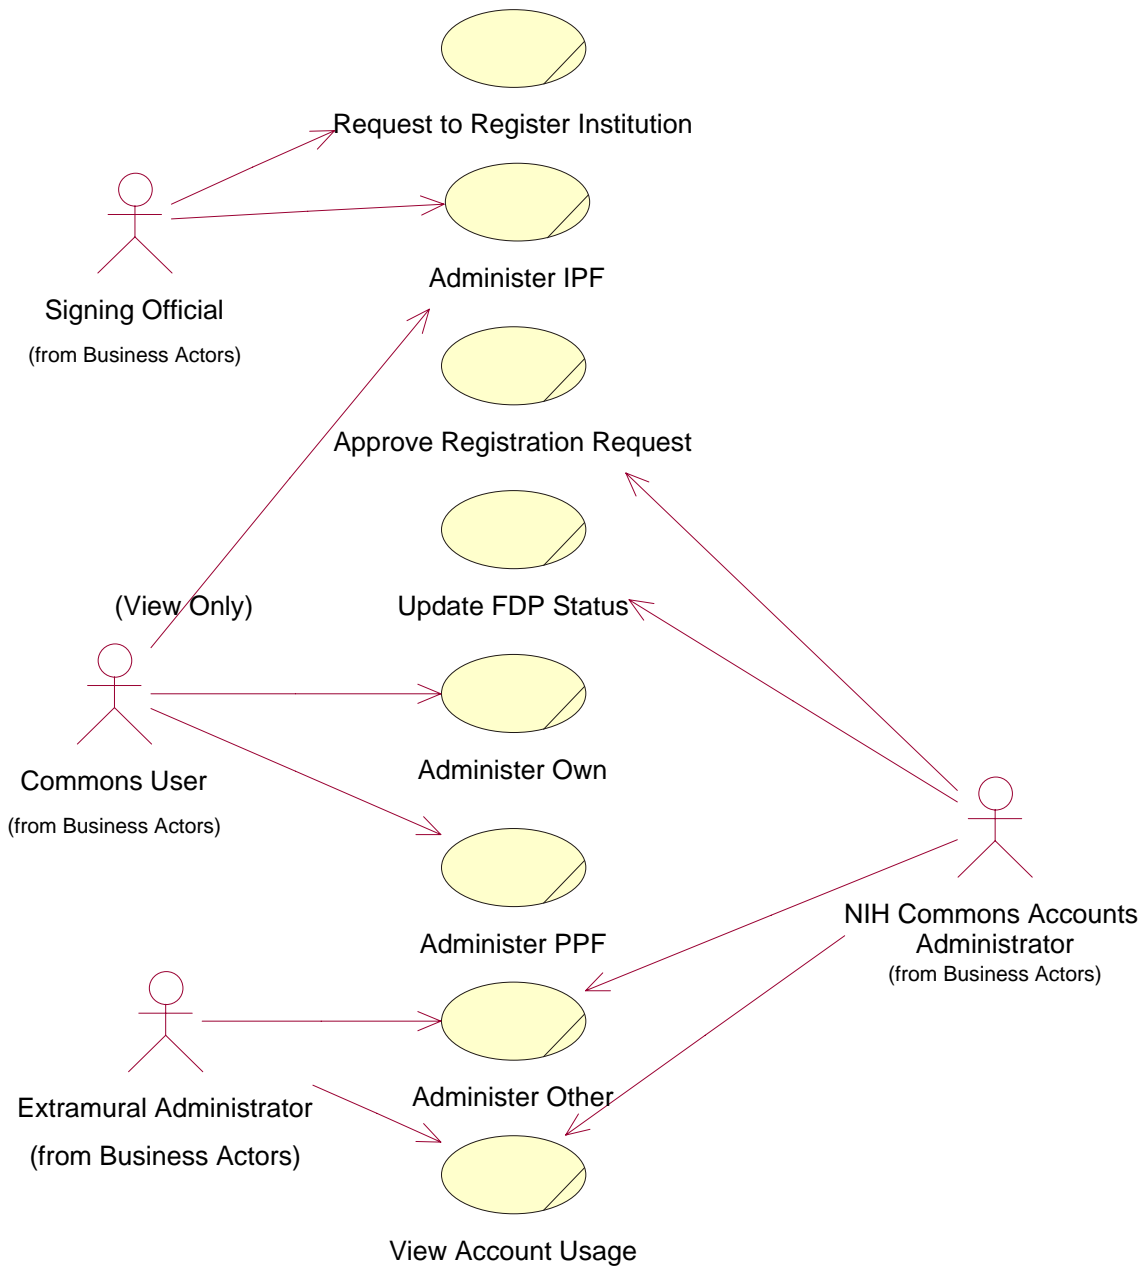 Request to Register Institution
Administer IPF
Signing Official
(from Business Actors)
Approve Registration Request
(View Only)
Update FDP Status
Administer Own
Commons User
(from Business Actors)
NIH Commons Accounts
Administrator
(from Business Actors)
Administer PPF
Administer Other
Extramural Administrator
(from Business Actors)
View Account Usage